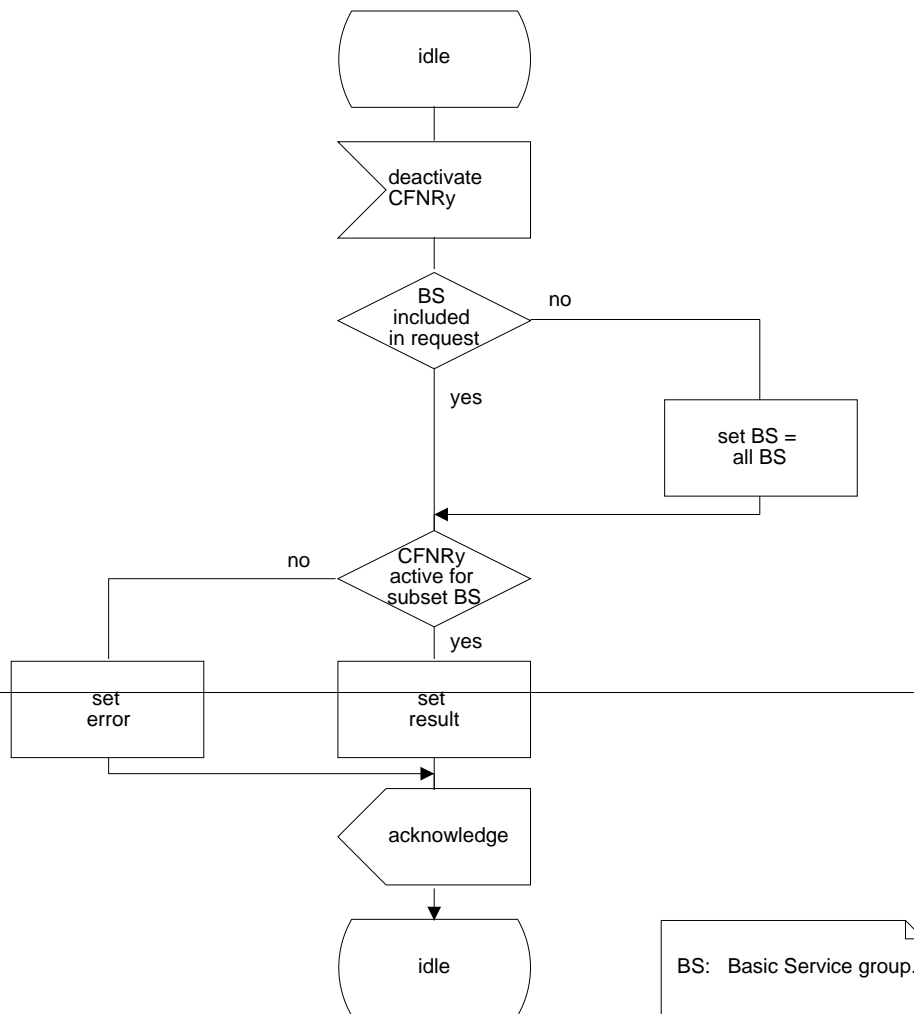 idle
deactivate
CFNRy
BS
included
in request
no
yes
set BS =
all BS
CFNRy
active for
subset BS
no
yes
set
error
set
result
acknowledge
idle
BS: Basic Service group.